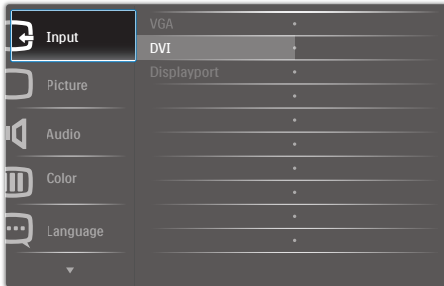 Input
Picture
Audio
Color
Language
VGA
DVI
Displayport